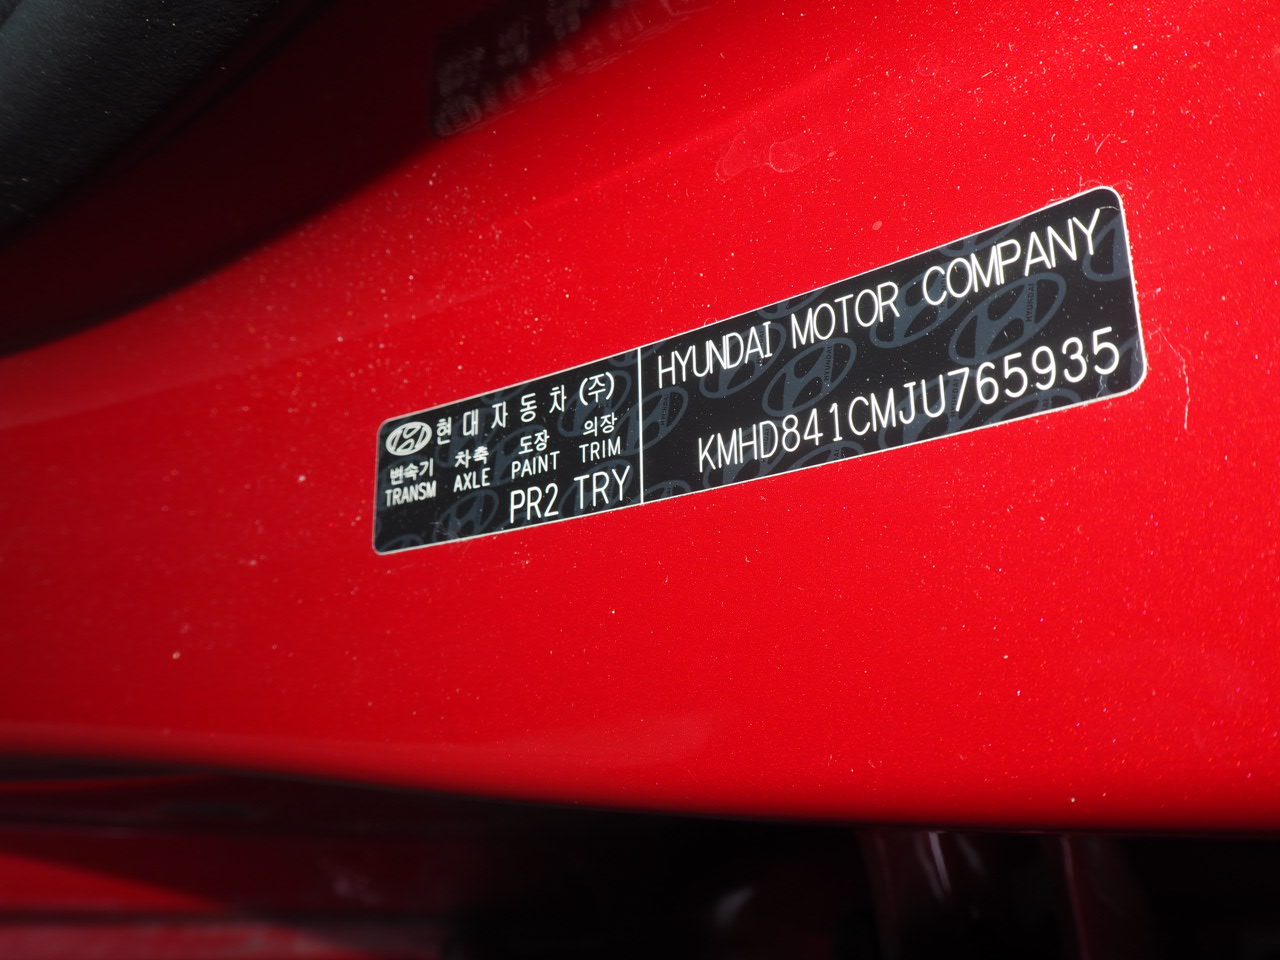 현대자동차(주)
변속기 차축 도장 의장
TRANSM AXLE PAINT TRIM
PR2 TRY
HYUNDAI MOTOR COMPANY
KMHD841CMJU765935